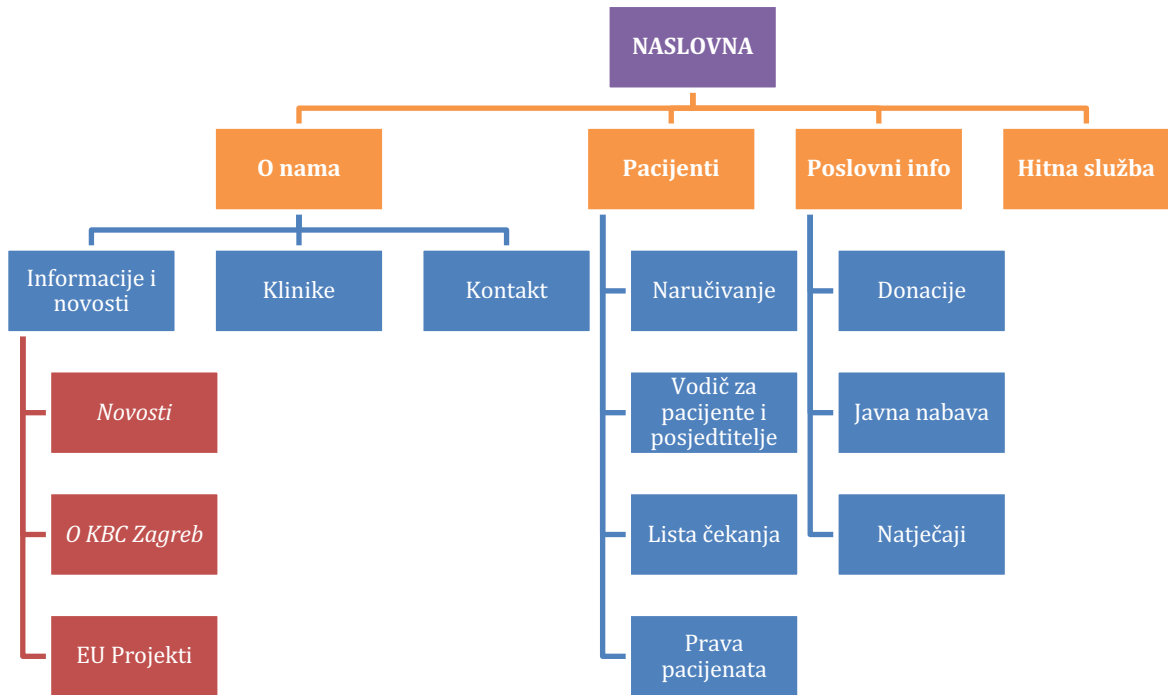 NASLOVNA
O nama
Pacijenti
Poslovni info
Hitna služba
Informacije i
novosti
Klinike
Kontakt
Naručivanje
Donacije
Novosti
Vodič za
pacijente i
posjedtitelje
Javna nabava
O KBC Zagreb
Lista čekanja
Natječaji
EU Projekti
Prava
pacijenata